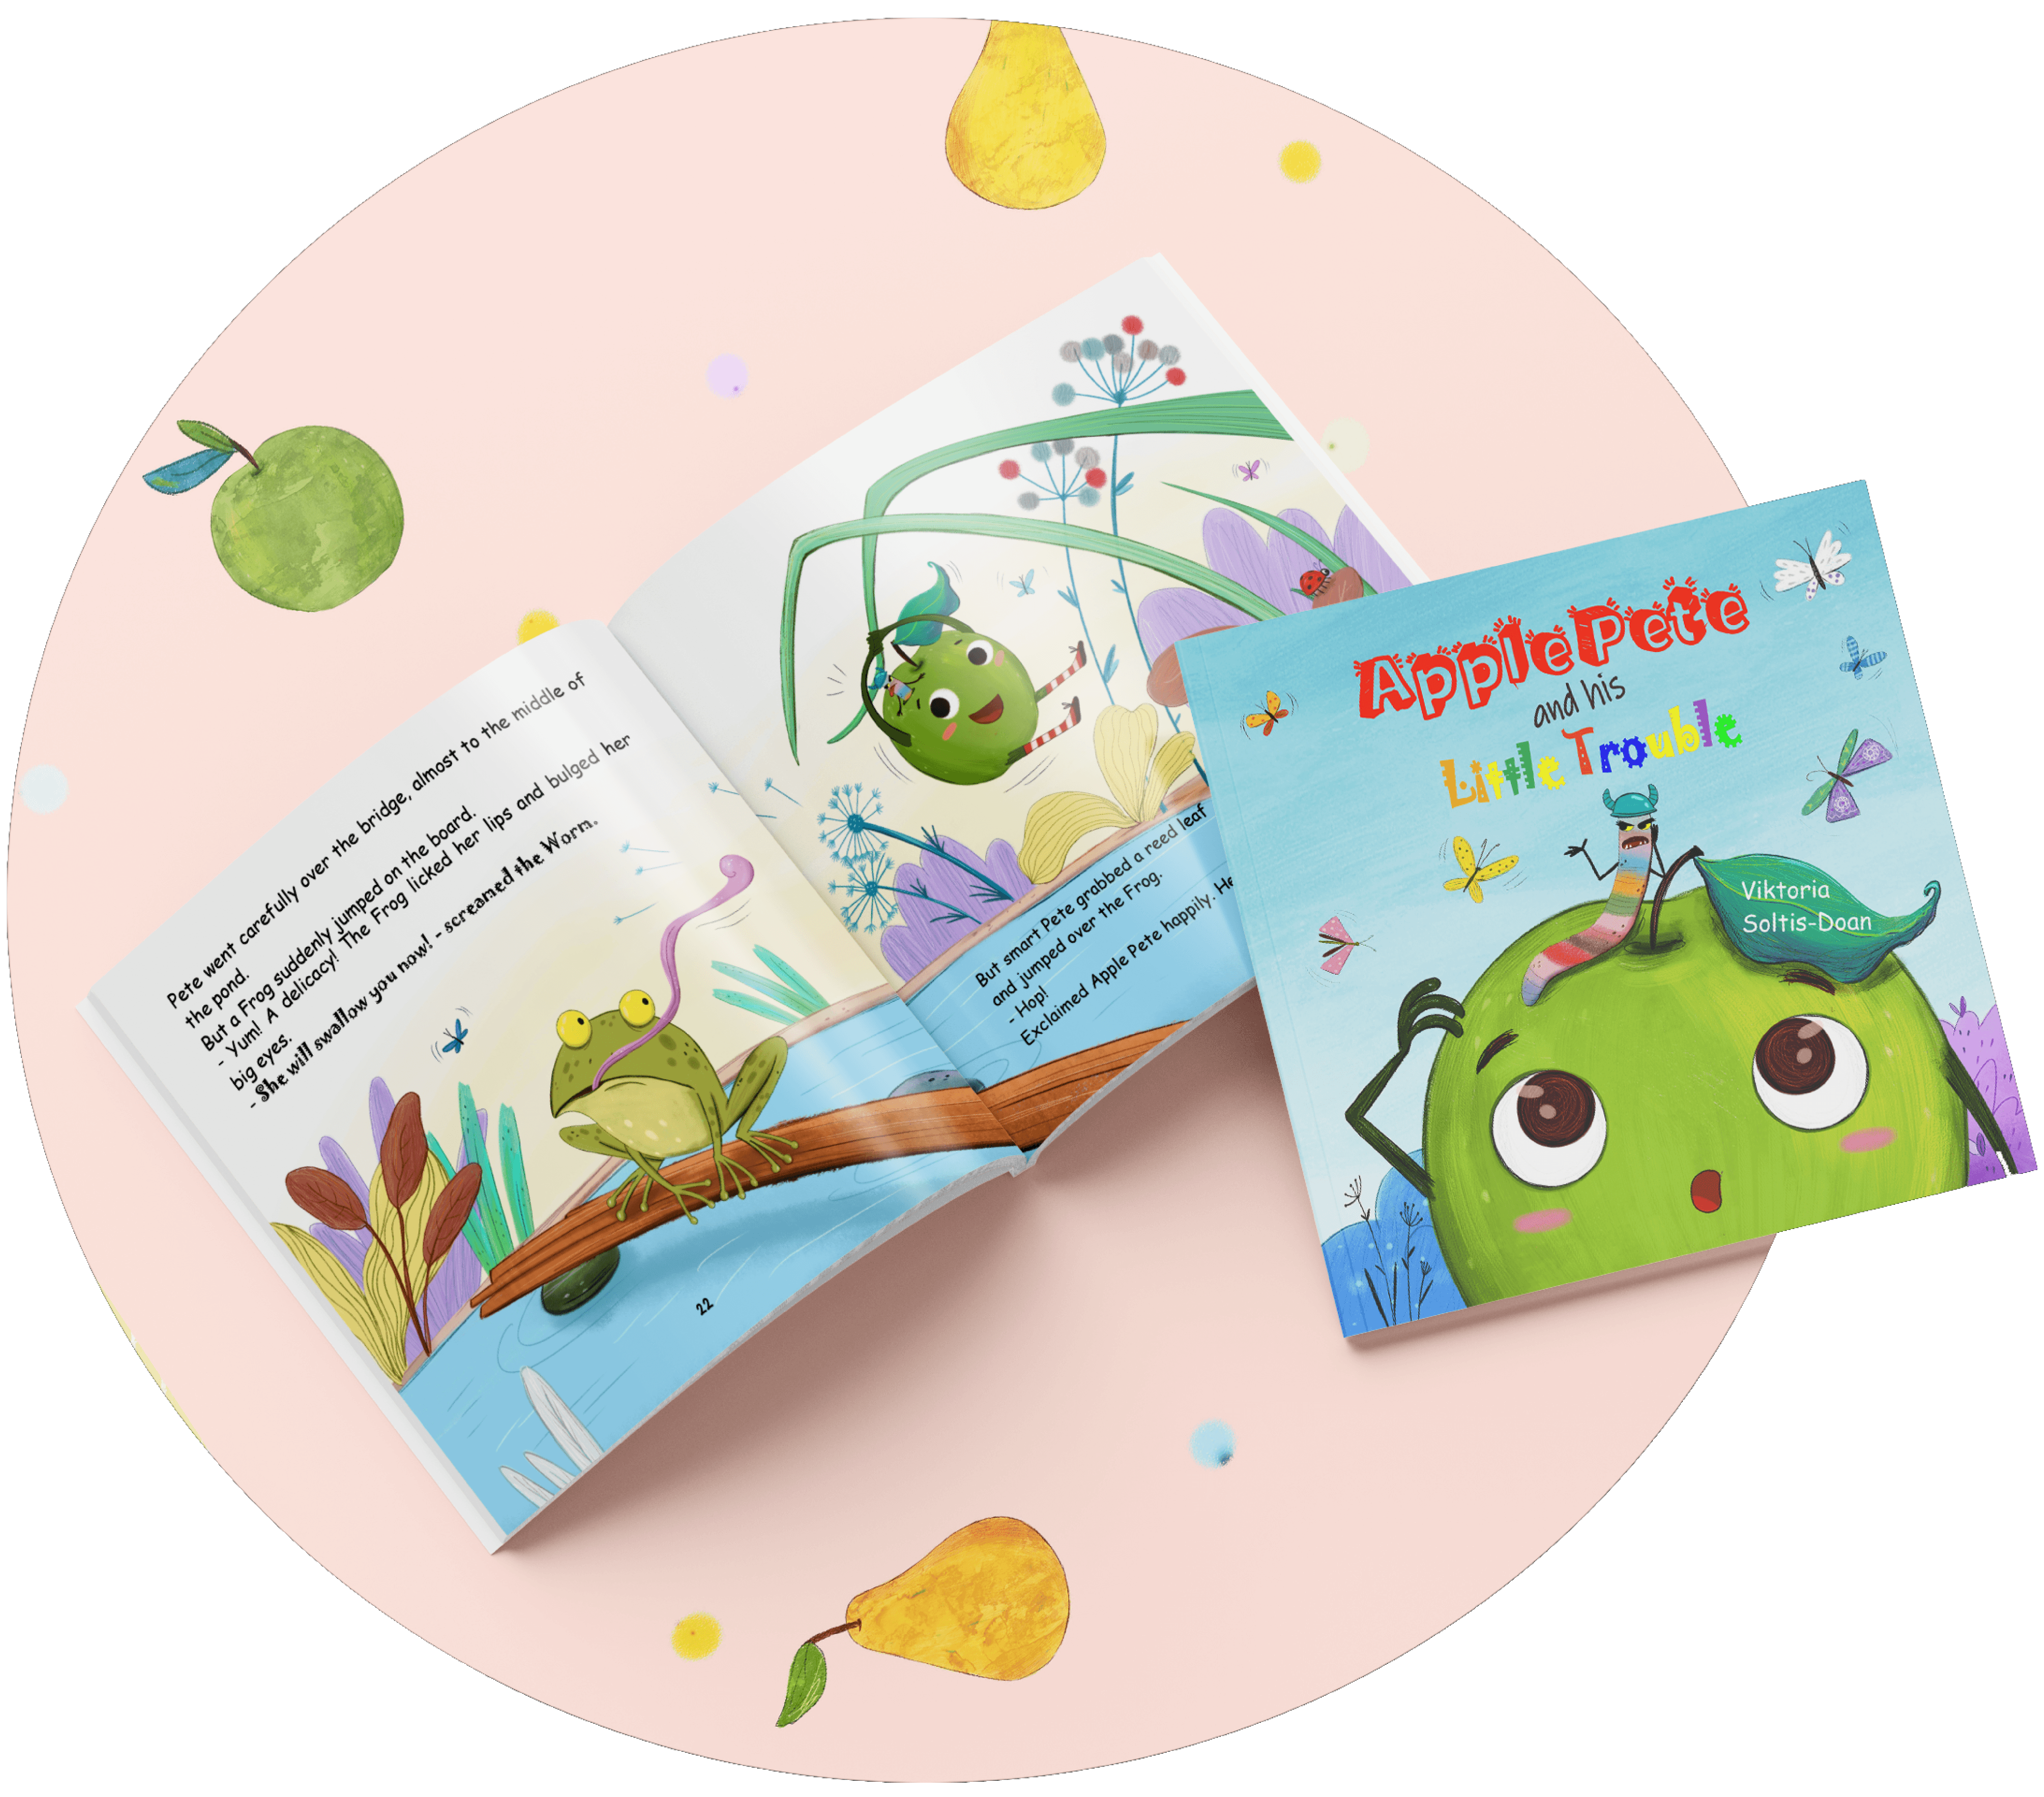 Pete went carefully over the bridge, almost to the middle of
the pond.
But a Frog suddenly jumped on the board.
- Yum! A delicacy! The Frog licked her lips and bulged her
big eyes.
- She will swallow you now! - screamed the Worm.
22
But smart Pete grabbed a reed leaf
and jumped over the Frog.
- Hop!
Exclaimed Apple Pete happily. He
Apple Pete
and his
Little Trouble
Viktoria
Soltis-Doan